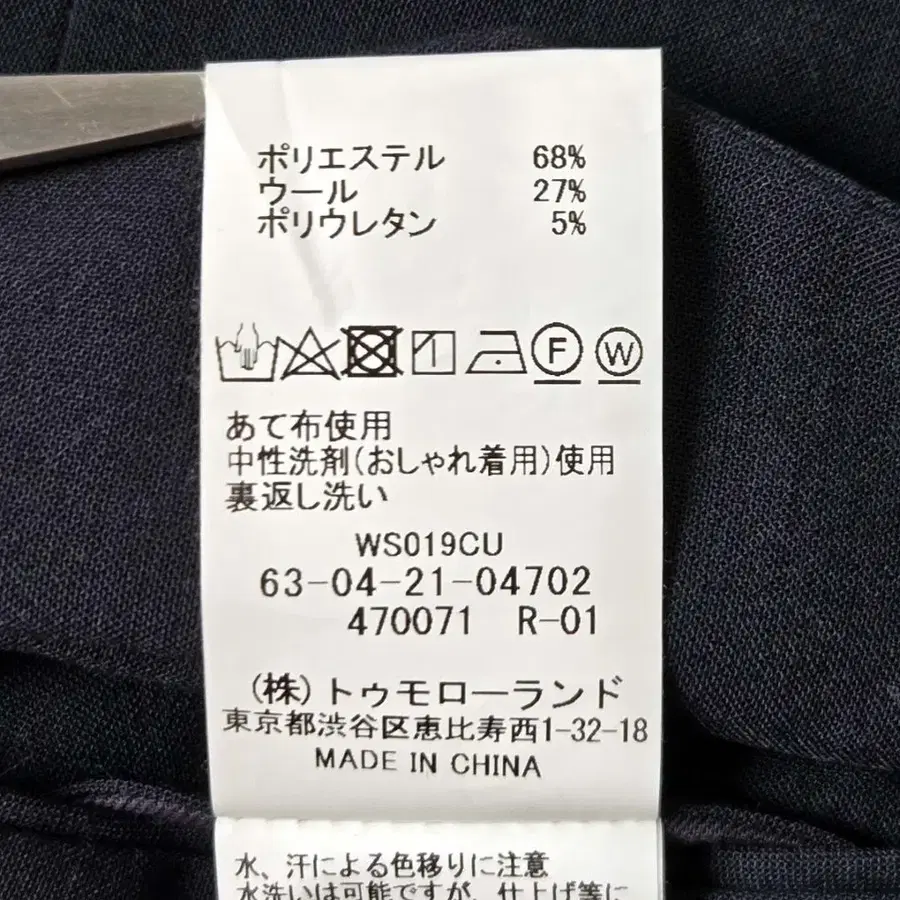 ポリエステル 68%
ウール 27%
ポリウレタン 5%
F W
あて布使用
中性洗剤(おしゃれ着用)使用
裏返し洗い
WS019CU
63-04-21-04702
470071 R-01
(株)トゥモローランド
東京都渋谷区恵比寿西1-32-18
MADE IN CHINA
水、汗による色移りに注意
水洗いは可能ですが、仕上げ等に